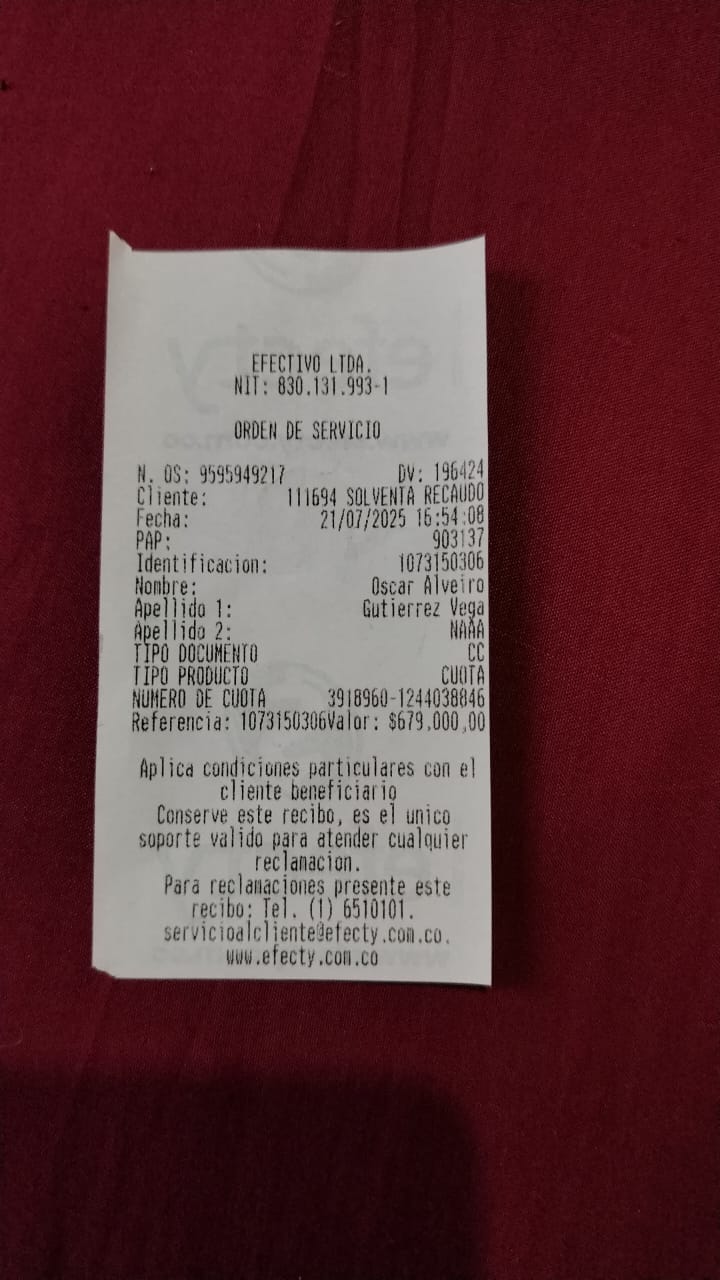 EFECTIVO LTDA.
NIT: 830.131.993-1
ORDEN DE SERVICIO
N. OS: 9595949217 DV: 196424
Cliente: 111694 SOLVENTA RECAUDO
Fecha: 21/07/2025 16:54:08
PAP: 903137
Identificacion: 1073150306
Nombre: Oscar Alveiro
Apellido 1: Gutierrez Vega
Apellido 2: NAAA
TIPO DOCUMENTO CC
TIPO PRODUCTO CUOTA
NUMERO DE CUOTA 3918960-1244038846
Referencia: 1073150306Valor: $679,000,00
Aplica condiciones particulares con el
cliente beneficiario
Conserve este recibo, es el unico
soporte valido para atender cualquier
reclamacion.
Para reclamaciones presente este
recibo: Tel. (1) 6510101.
servicioalcliente@efecty.com.co.
www.efecty.com.co